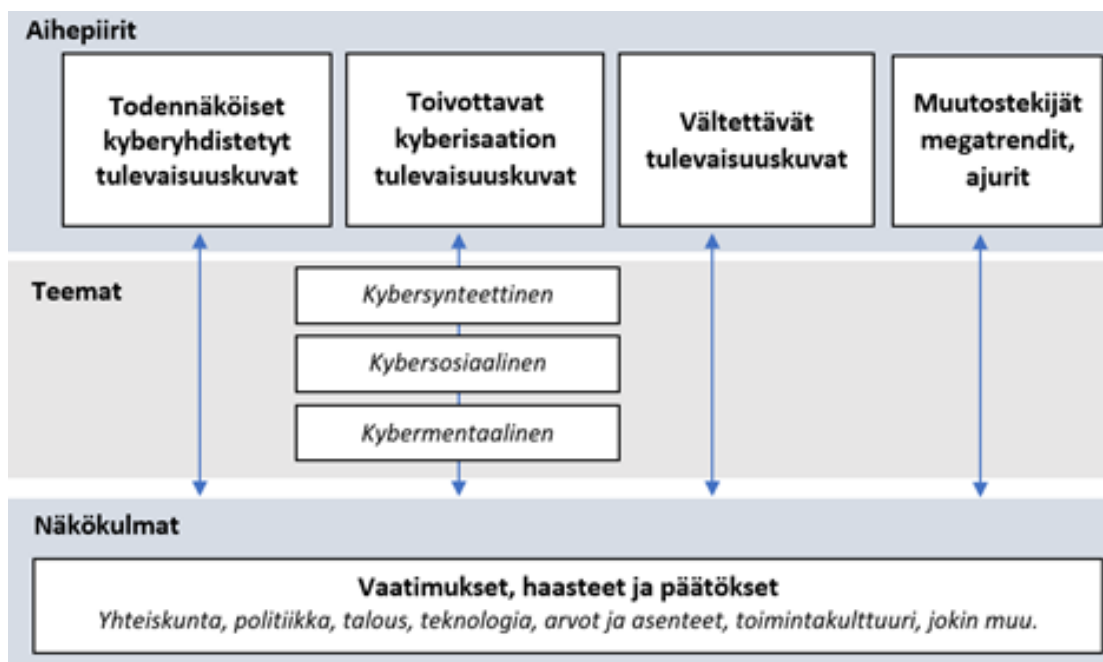 Aihepiirit
Todennäköiset
kyberyhdistetyt
tulevaisuuskuvat
Toivottavat
kyberisaation
tulevaisuuskuvat
Vältettävät
tulevaisuuskuvat
Muutostekijät
megatrendit,
ajurit
Teemat
Kybersynteettinen
Kybersosiaalinen
Kybermentaalinen
Näkökulmat
Vaatimukset, haasteet ja päätökset
Yhteiskunta, politiikka, talous, teknologia, arvot ja asenteet, toimintakulttuuri, jokin muu.